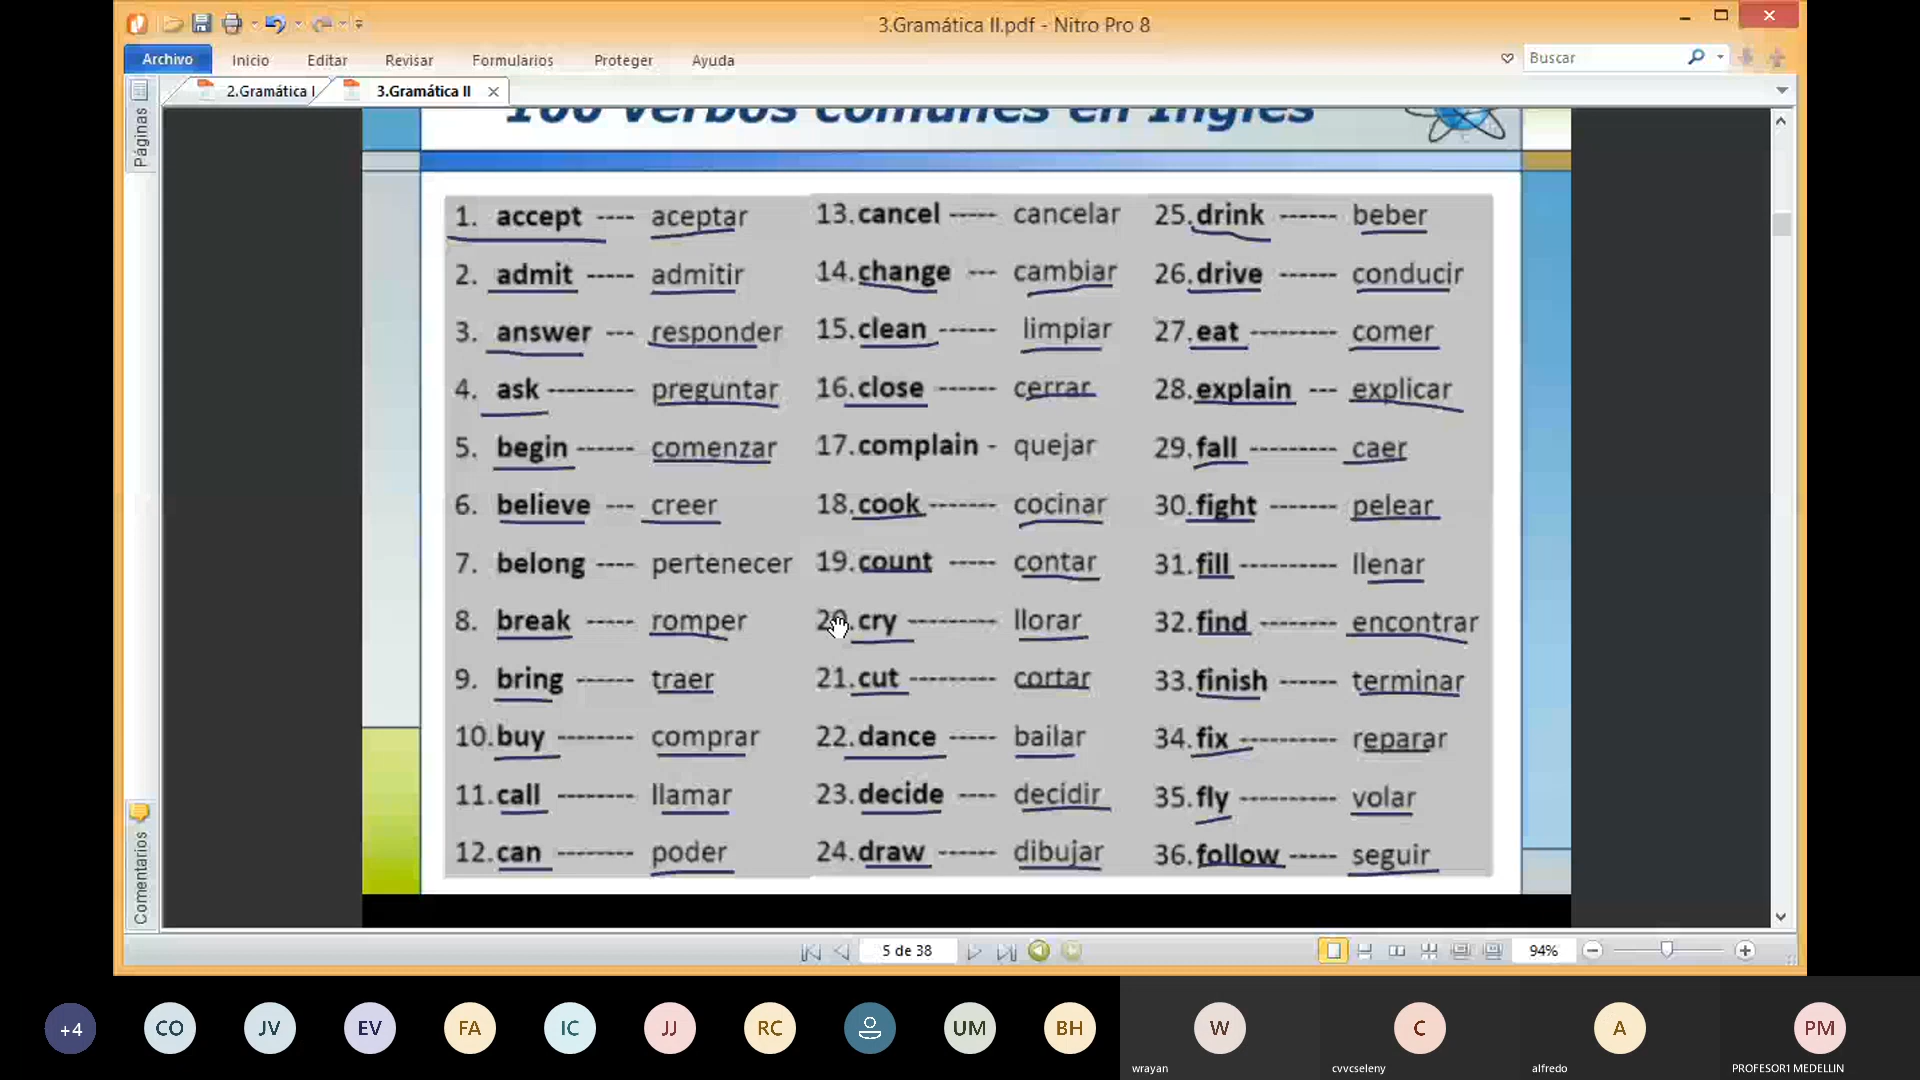 3.Gramática II.pdf - Nitro Pro 8
Archivo Inicio Editar Revisar Formularios Proteger Ayuda Buscar
2.Gramática I 3.Gramática II
Páginas
100 verbos comunes en Inglés
1. accept ---- aceptar
2. admit ----- admitir
3. answer --- responder
4. ask --------- preguntar
5. begin ------ comenzar
6. believe --- creer
7. belong ---- pertenecer
8. break ----- romper
9. bring ------ traer
10. buy -------- comprar
11. call -------- llamar
12. can -------- poder
13. cancel ----- cancelar
14. change --- cambiar
15. clean ------ limpiar
16. close ------ cerrar
17. complain - quejar
18. cook ------- cocinar
19. count ----- contar
20. cry --------- llorar
21. cut --------- cortar
22. dance ----- bailar
23. decide ---- decidir
24. draw ------ dibujar
25. drink ------ beber
26. drive ------ conducir
27. eat --------- comer
28. explain --- explicar
29. fall --------- caer
30. fight ------- pelear
31. fill ---------- llenar
32. find -------- encontrar
33. finish ------ terminar
34. fix ---------- reparar
35. fly ---------- volar
36. follow ----- seguir
Comentarios
5 de 38
94%
+4 CO JV EV FA IC JJ RC UM BH W C A PM
wrayan cvvcseleny alfredo PROFESOR1 MEDELLIN